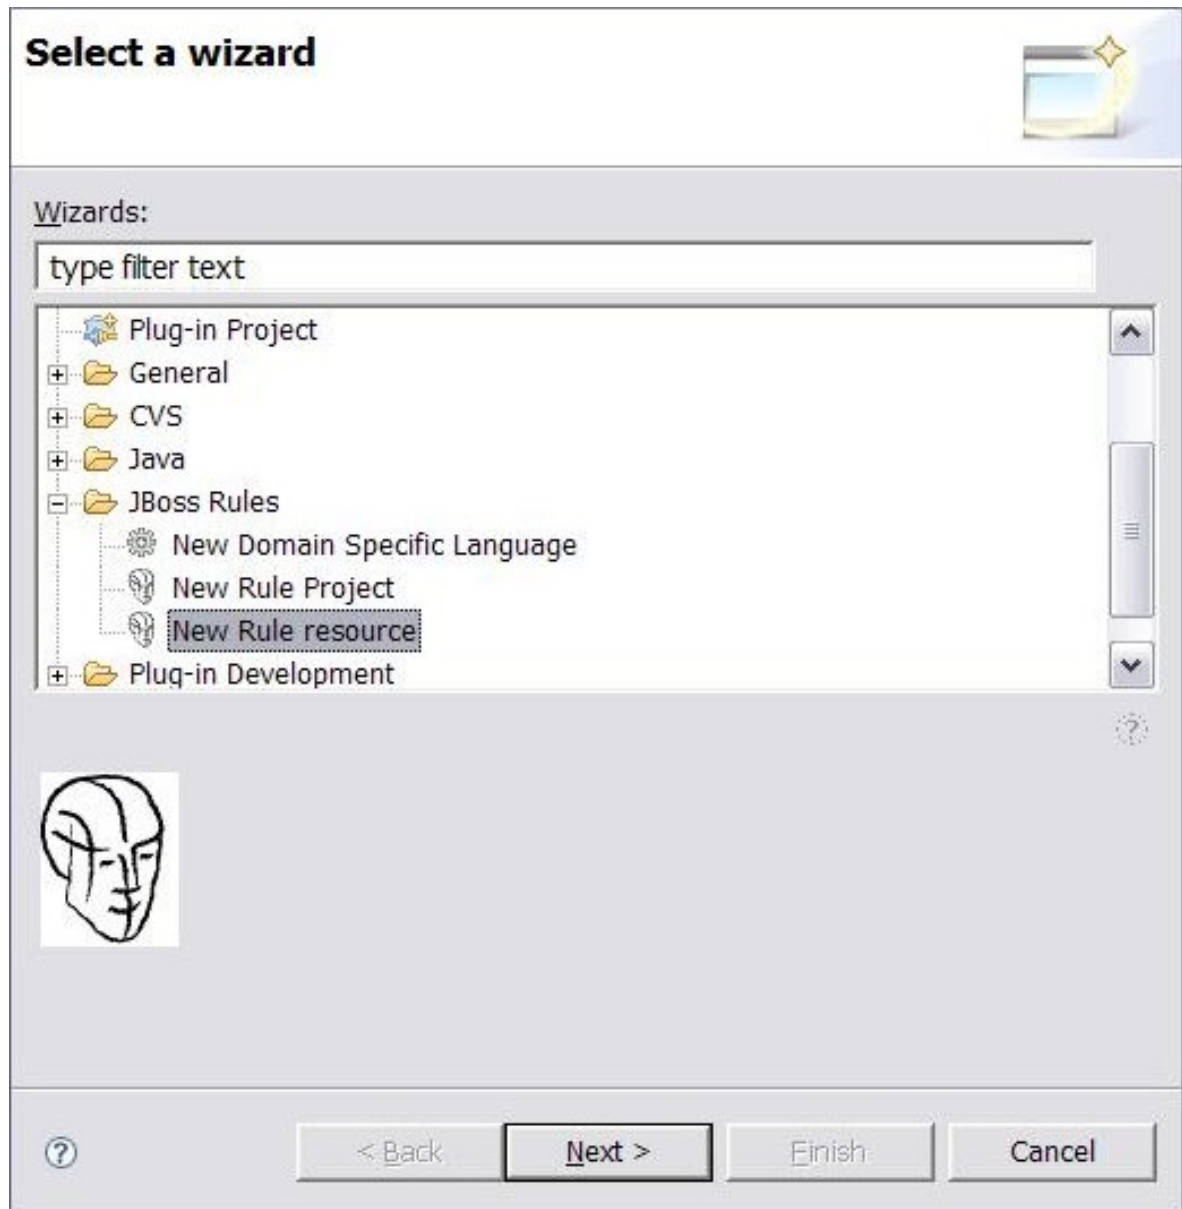 Select a wizard
Wizards:
type filter text
Plug-in Project
General
CVS
Java
JBoss Rules
New Domain Specific Language
New Rule Project
New Rule resource
Plug-in Development
< Back Next > Finish Cancel